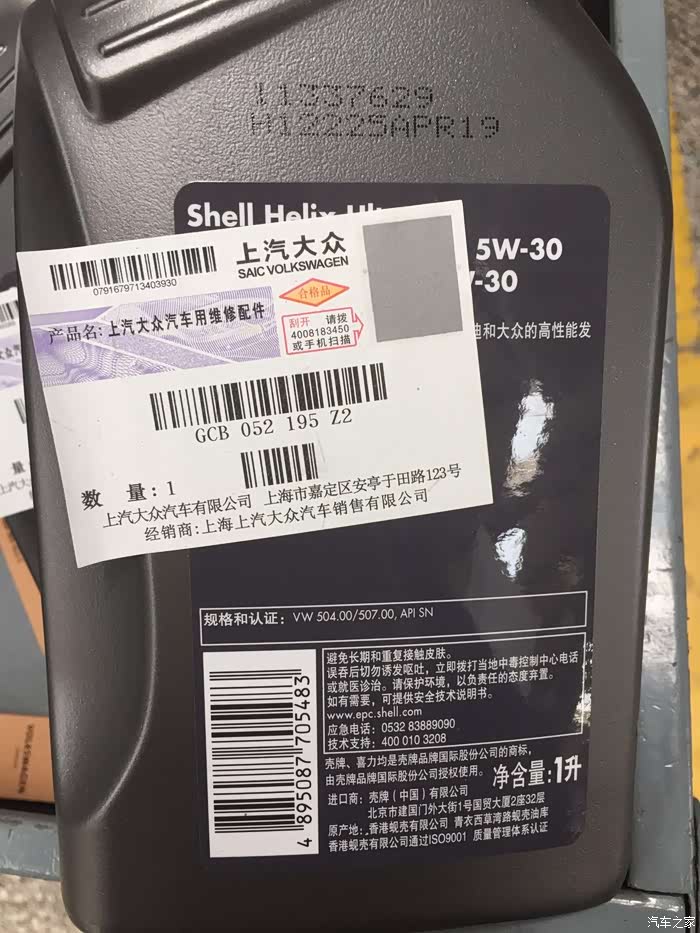 11337629
H12225APR19
Shell Helix
5W-30
-30
和大众的高性能发
0791679713403930
上汽大众
SAIC VOLKSWAGEN
合格品
产品名:上汽大众汽车用维修配件
刮开 请拨
4008183450
或手机扫描
GCB 052 195 Z2
数 量:1
上汽大众汽车有限公司 上海市嘉定区安亭于田路123号
经销商:上海上汽大众汽车销售有限公司
规格和认证: VW 504.00/507.00, API SN
避免长期和重复接触皮肤。
误吞后切勿诱发呕吐,立即拨打当地中毒控制中心电话
或就医诊治。请保护环境,以负责任的态度弃置。
如有需要,可提供安全技术说明书。
www.epc.shell.com
应急电话: 0532 83889090
技术支持: 400 010 3208
壳牌、喜力均是壳牌品牌国际股份公司的商标,
由壳牌品牌国际股份公司授权使用。
净含量:1升
进口商: 壳牌(中国)有限公司
北京市建国门外大街1号国贸大厦2座32层
原产地: 香港蚬壳有限公司 青衣西草湾路蚬壳油库
香港蚬壳有限公司通过ISO9001 质量管理体系认证
4 895087 705483
汽车之家